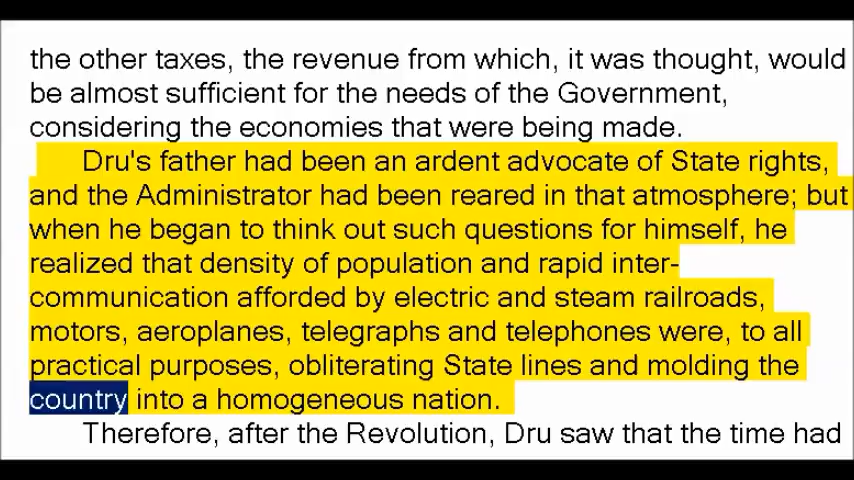 the other taxes, the revenue from which, it was thought, would
be almost sufficient for the needs of the Government,
considering the economies that were being made.
Dru's father had been an ardent advocate of State rights,
and the Administrator had been reared in that atmosphere; but
when he began to think out such questions for himself, he
realized that density of population and rapid inter-
communication afforded by electric and steam railroads,
motors, aeroplanes, telegraphs and telephones were, to all
practical purposes, obliterating State lines and molding the
country into a homogeneous nation.
Therefore, after the Revolution, Dru saw that the time had